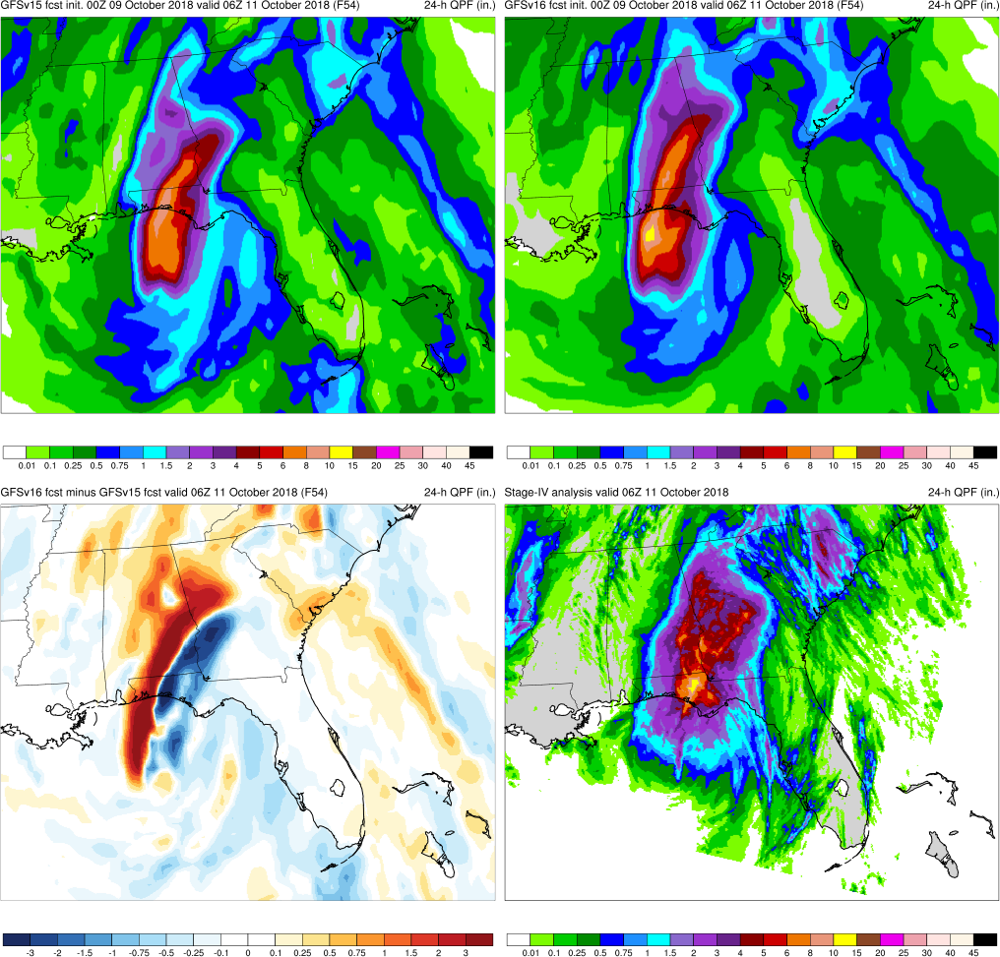 GFSv15 fcst init. 00Z 09 October 2018 valid 06Z 11 October 2018 (F54) 24-h QPF (in.)
GFSv16 fcst init. 00Z 09 October 2018 valid 06Z 11 October 2018 (F54) 24-h QPF (in.)
0.01 0.1 0.25 0.5 0.75 1 1.5 2 3 4 5 6 8 10 15 20 25 30 40 45
0.01 0.1 0.25 0.5 0.75 1 1.5 2 3 4 5 6 8 10 15 20 25 30 40 45
GFSv16 fcst minus GFSv15 fcst valid 06Z 11 October 2018 (F54) 24-h QPF (in.)
Stage-IV analysis valid 06Z 11 October 2018 24-h QPF (in.)
-3 -2 -1.5 -1 -0.75 -0.5 -0.25 -0.1 0 0.1 0.25 0.5 0.75 1 1.5 2 3
0.01 0.1 0.25 0.5 0.75 1 1.5 2 3 4 5 6 8 10 15 20 25 30 40 45